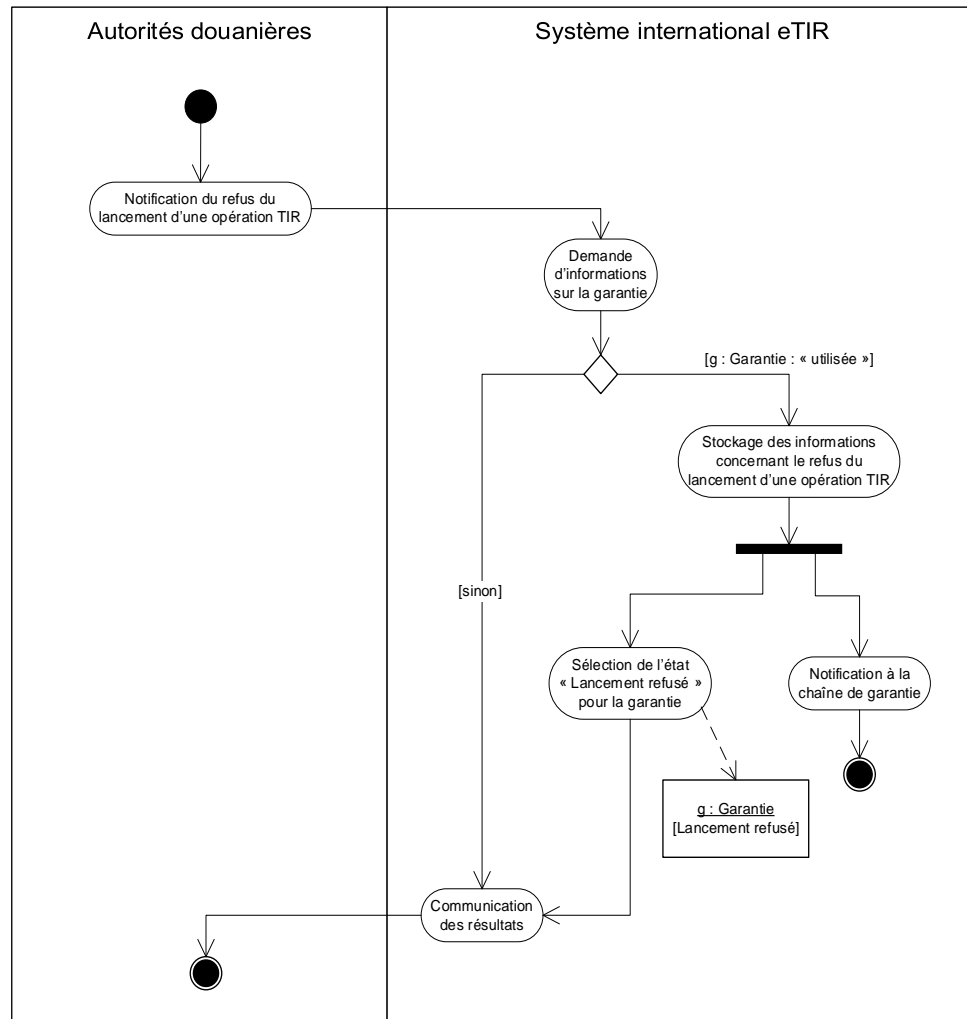 Autorités douanières
Système international eTIR
Notification du refus du
lancement d'une opération TIR
Demande
d'informations
sur la garantie
[g : Garantie : « utilisée »]
Stockage des informations
concernant le refus du
lancement d'une opération TIR
[sinon]
Sélection de l'état
« Lancement refusé »
pour la garantie
Notification à la
chaîne de garantie
g : Garantie
[Lancement refusé]
Communication
des résultats